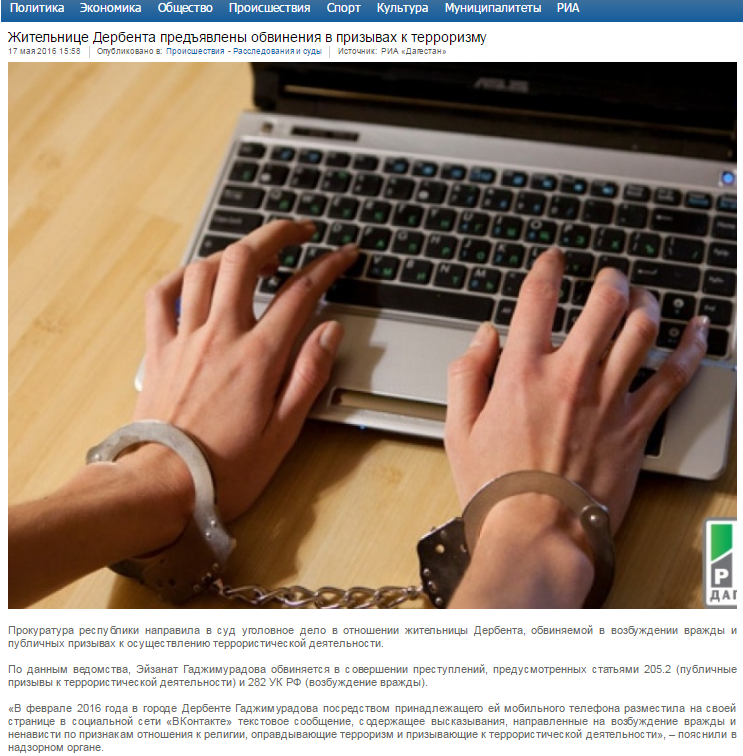 Политика Экономика Общество Происшествия Спорт Культура Муниципалитеты РИА
Жительнице Дербента предъявлены обвинения в призывах к терроризму
17 мая 2016 15:58 | Опубликовано в: Происшествия - Расследования и суды | Источник: РИА «Дагестан»
ASUS
Р
ДАГ
Прокуратура республики направила в суд уголовное дело в отношении жительницы Дербента, обвиняемой в возбуждении вражды и
публичных призывах к осуществлению террористической деятельности.
По данным ведомства, Эйзанат Гаджимурадова обвиняется в совершении преступлений, предусмотренных статьями 205.2 (публичные
призывы к террористической деятельности) и 282 УК РФ (возбуждение вражды).
«В феврале 2016 года в городе Дербенте Гаджимурадова посредством принадлежащего ей мобильного телефона разместила на своей
странице в социальной сети «ВКонтакте» текстовое сообщение, содержащее высказывания, направленные на возбуждение вражды и
ненависти по признакам отношения к религии, оправдывающие терроризм и призывающие к террористической деятельности», – пояснили в
надзорном органе.